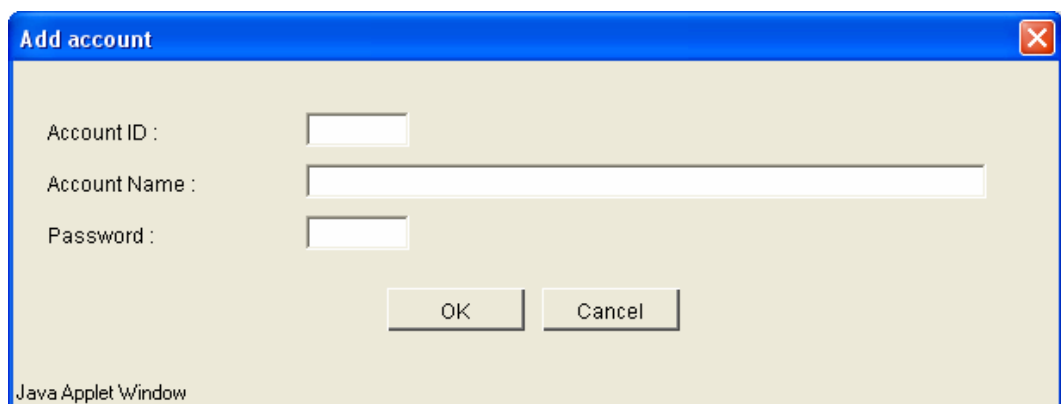 Add account
Account ID :
Account Name :
Password :
OK Cancel
Java Applet Window